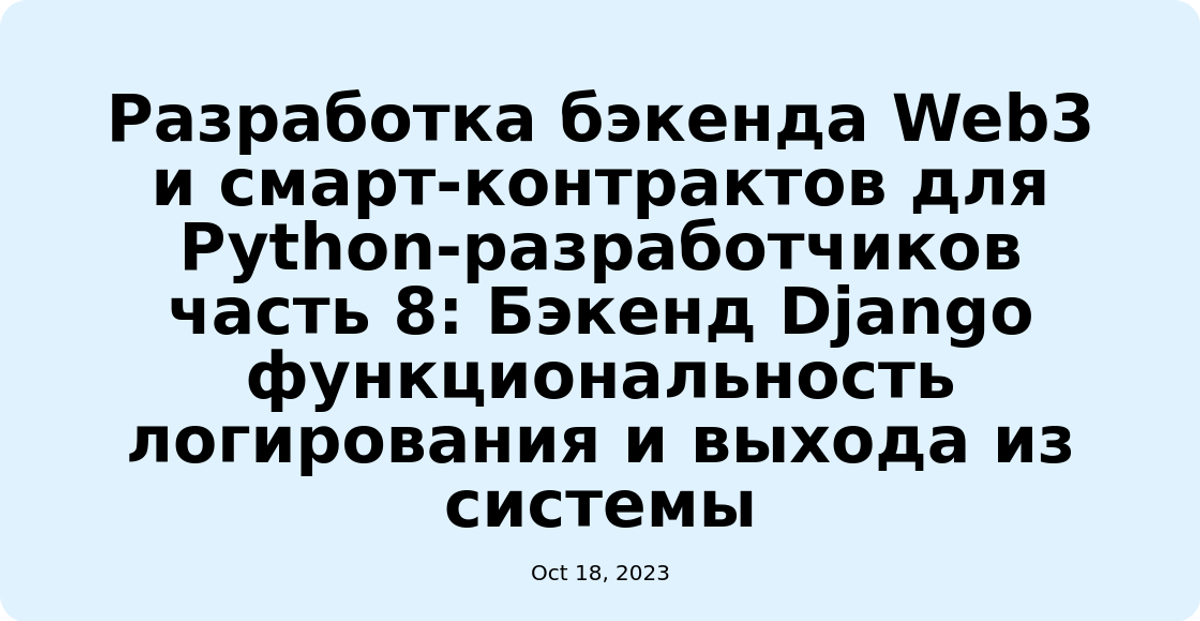 Разработка бэкенда Web3
и смарт-контрактов для
Python-разработчиков
часть 8: Бэкенд Django
функциональность
логирования и выхода из
системы
Oct 18, 2023